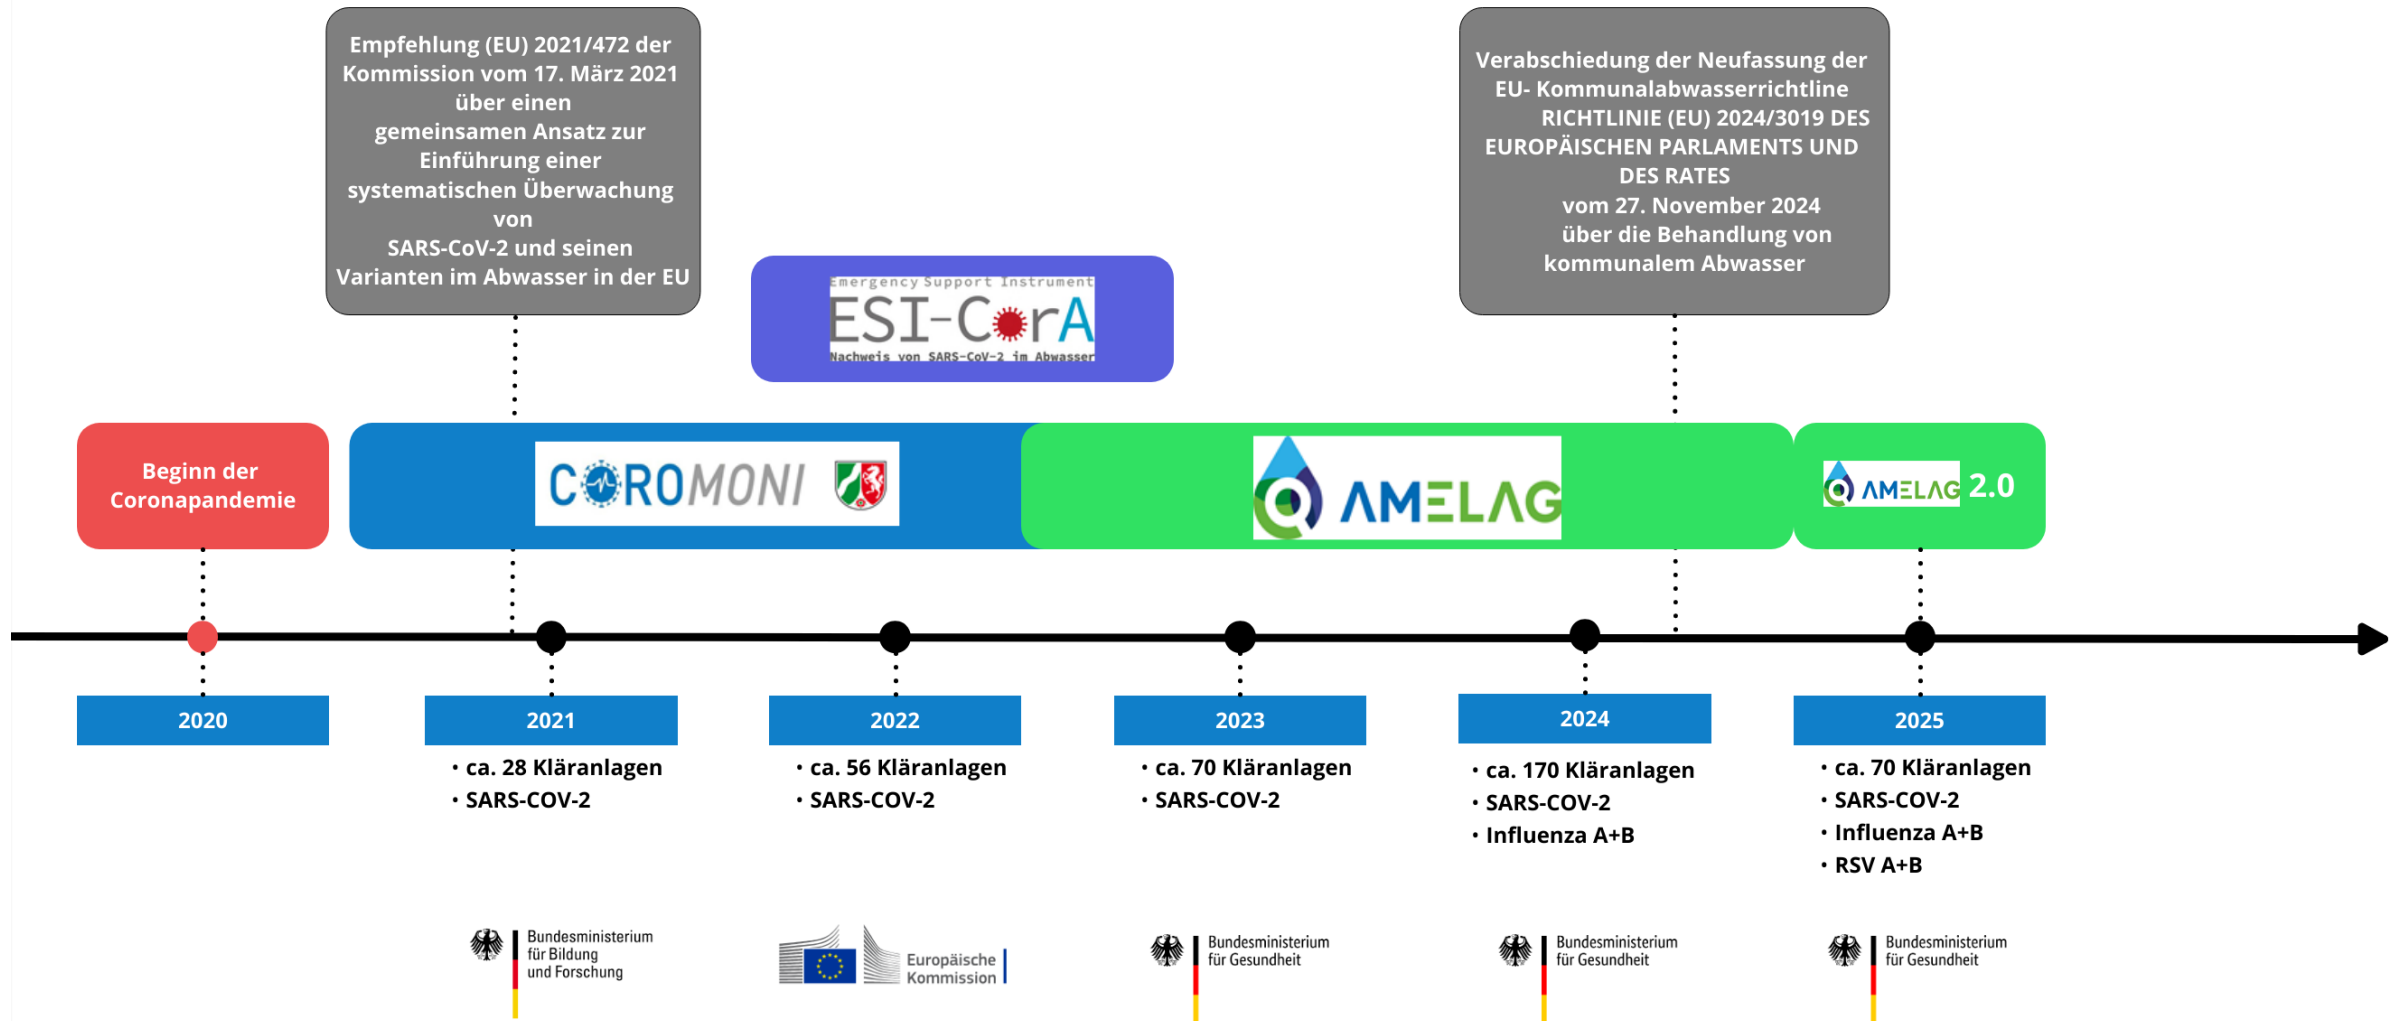 Empfehlung (EU) 2021/472 der
Kommission vom 17. März 2021
über einen
gemeinsamen Ansatz zur
Einführung einer
systematischen Überwachung
von
SARS-CoV-2 und seinen
Varianten im Abwasser in der EU
Verabschiedung der Neufassung der
EU- Kommunalabwasserrichtline
RICHTLINIE (EU) 2024/3019 DES
EUROPÄISCHEN PARLAMENTS UND
DES RATES
vom 27. November 2024
über die Behandlung von
kommunalem Abwasser
Emergency Support Instrument
ESI-CorA
Nachweis von SARS-CoV-2 im Abwasser
Beginn der
Coronapandemie
COROMONI
AMELAG
AMELAG 2.0
2020
2021
• ca. 28 Kläranlagen
• SARS-COV-2
2022
• ca. 56 Kläranlagen
• SARS-COV-2
2023
• ca. 70 Kläranlagen
• SARS-COV-2
2024
• ca. 170 Kläranlagen
• SARS-COV-2
• Influenza A+B
2025
• ca. 70 Kläranlagen
• SARS-COV-2
• Influenza A+B
• RSV A+B
Bundesministerium
für Bildung
und Forschung
Europäische
Kommission
Bundesministerium
für Gesundheit
Bundesministerium
für Gesundheit
Bundesministerium
für Gesundheit